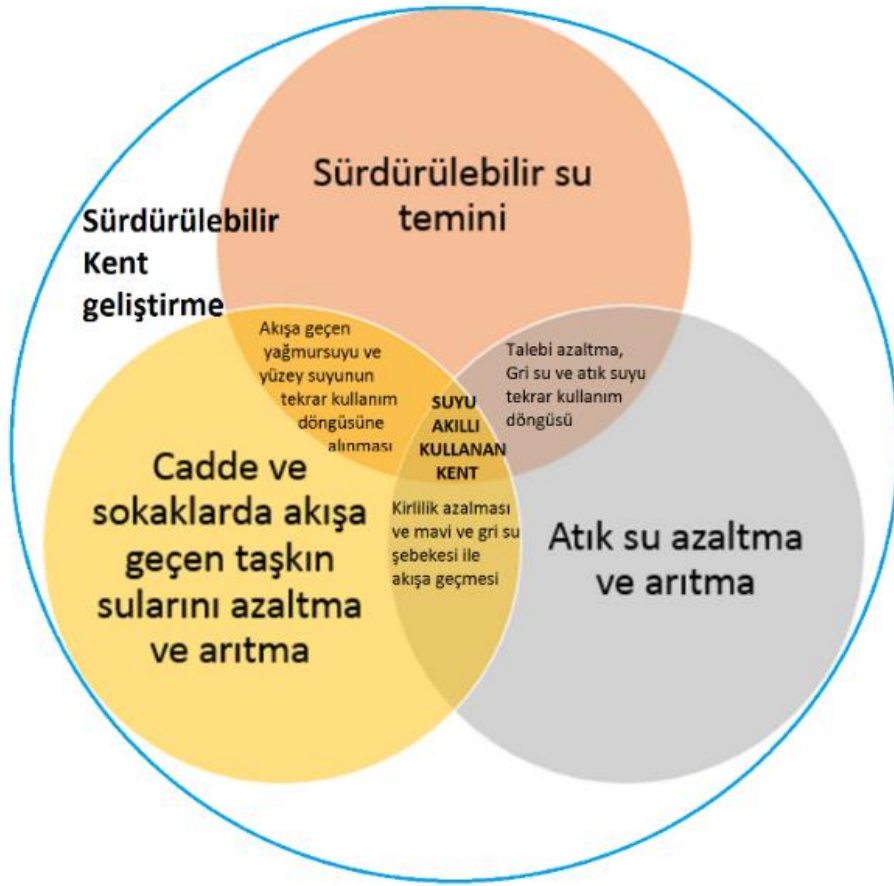 Sürdürülebilir su
temini
Sürdürülebilir
Kent
geliştirme
Akışa geçen
yağmursuyu ve
yüzey suyunun
tekrar kullanım
döngüsüne
alınması
Talebi azaltma,
Gri su ve atık suyu
tekrar kullanım
döngüsü
SUYU
AKILLI
KULLANAN
KENT
Cadde ve
sokaklarda akışa
geçen taşkın
sularını azaltma
ve arıtma
Kirlilik azalması
ve mavi ve gri su
şebekesi ile
akışa geçmesi
Atık su azaltma
ve arıtma